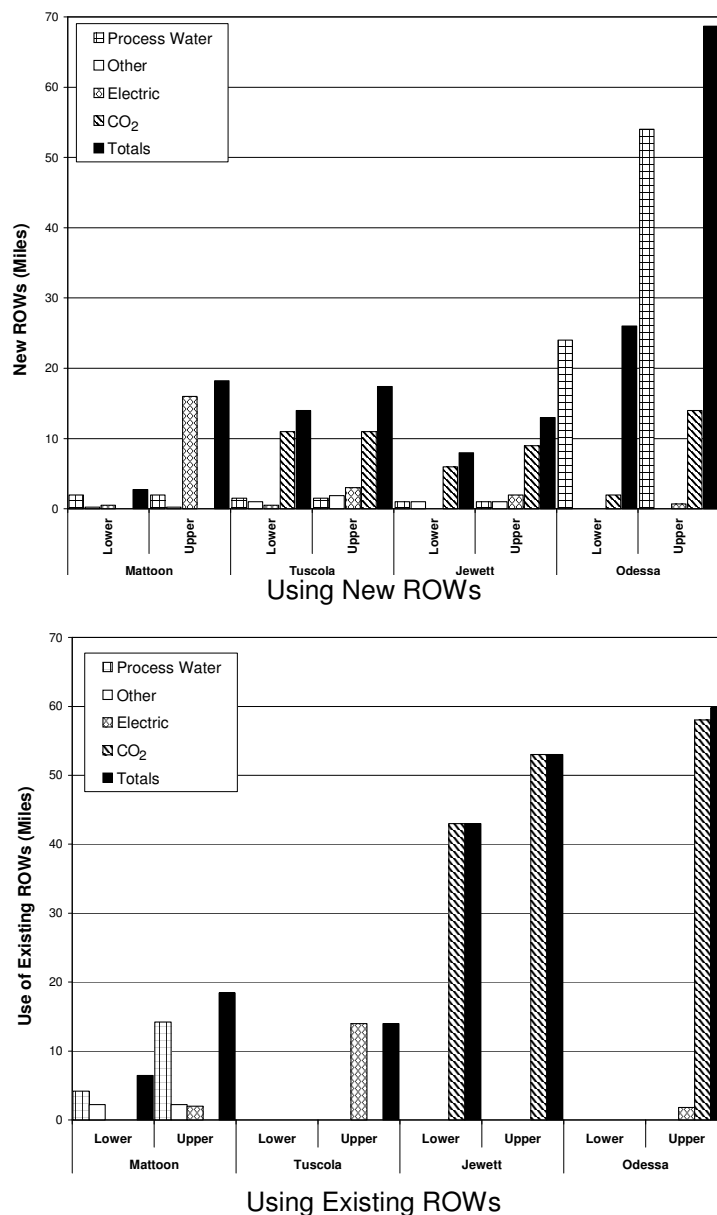 70
60
50
40
30
20
10
0
New ROWs (Miles)
Process Water
Other
Electric
CO₂
Totals
Lower Upper Lower Upper Lower Upper Lower Upper
Mattoon Tuscola Jewett Odessa
Using New ROWs
70
60
50
40
30
20
10
0
Use of Existing ROWs (Miles)
Process Water
Other
Electric
CO₂
Totals
Lower Upper Lower Upper Lower Upper Lower Upper
Mattoon Tuscola Jewett Odessa
Using Existing ROWs